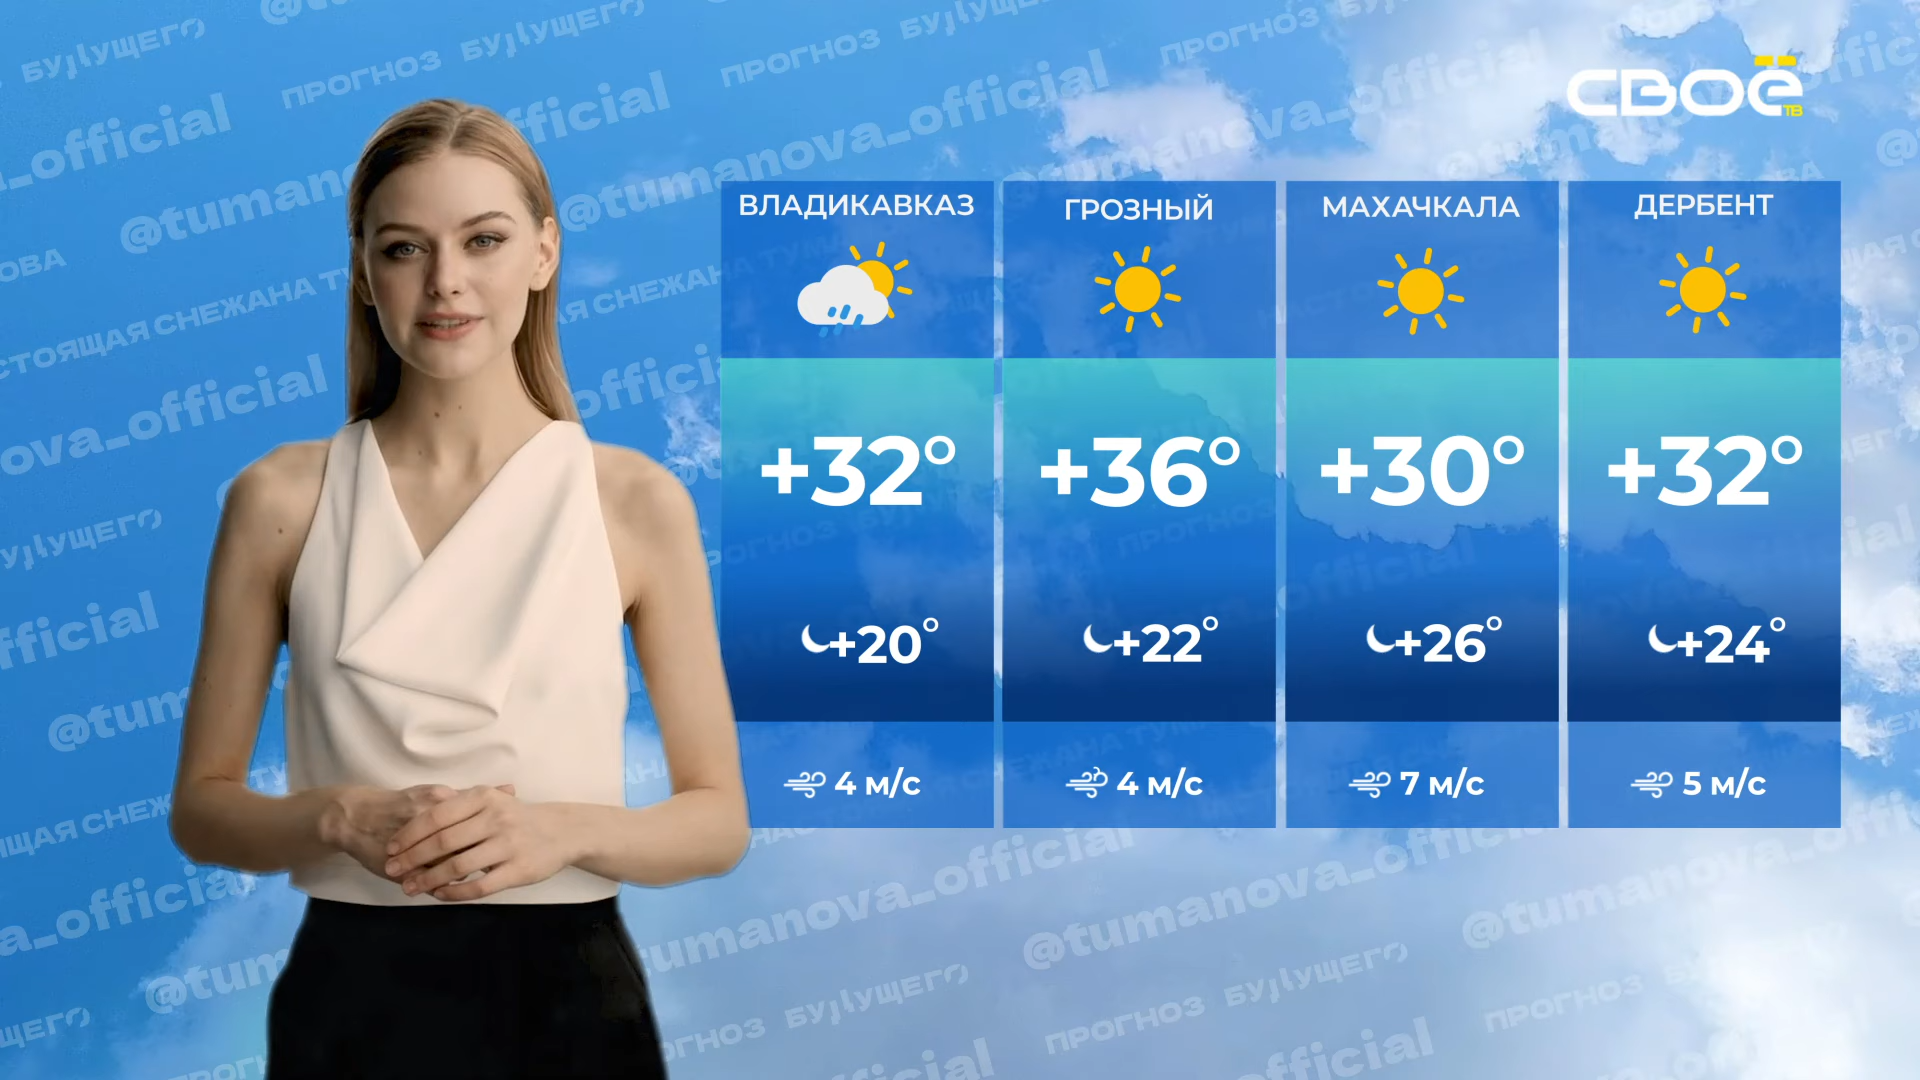 СВОЁ
ТВ
ВЛАДИКАВКАЗ
ГРОЗНЫЙ
МАХАЧКАЛА
ДЕРБЕНТ
+32°
+36°
+30°
+32°
+20°
+22°
+26°
+24°
4 м/с
4 м/с
7 м/с
5 м/с
@tumanova_official
ПРОГНОЗ БУДУЩЕГО
НАСТОЯЩАЯ СНЕЖАНА ТУМАНОВА